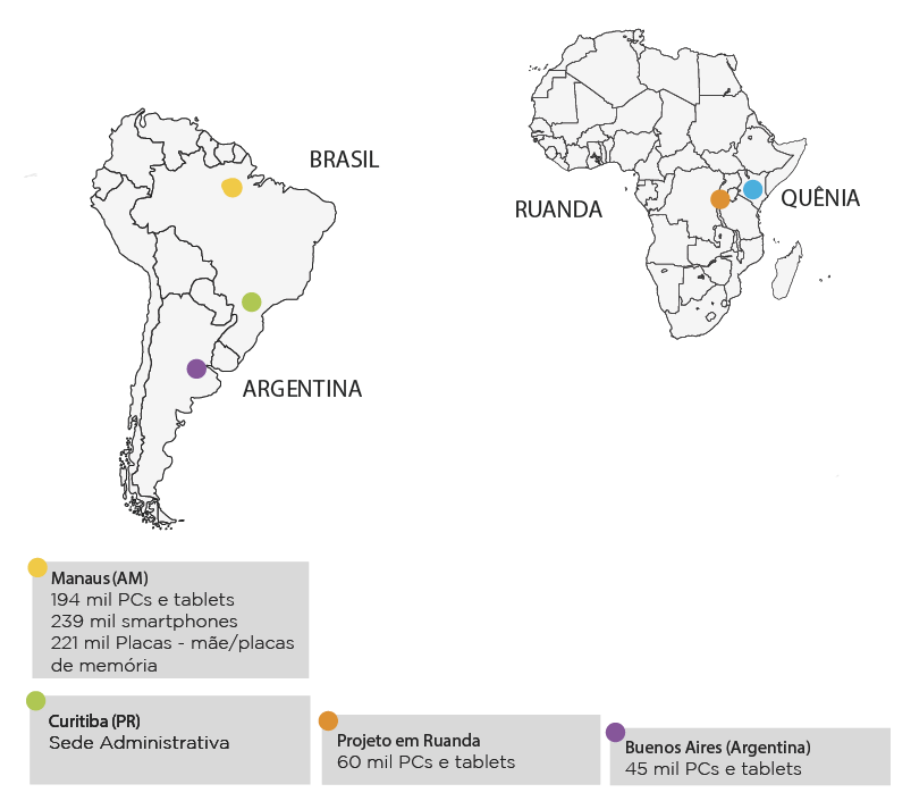 BRASIL
RUANDA
QUÊNIA
ARGENTINA
Manaus (AM)
194 mil PCs e tablets
239 mil smartphones
221 mil Placas - mãe/placas
de memória
Curitiba (PR)
Sede Administrativa
Projeto em Ruanda
60 mil PCs e tablets
Buenos Aires (Argentina)
45 mil PCs e tablets